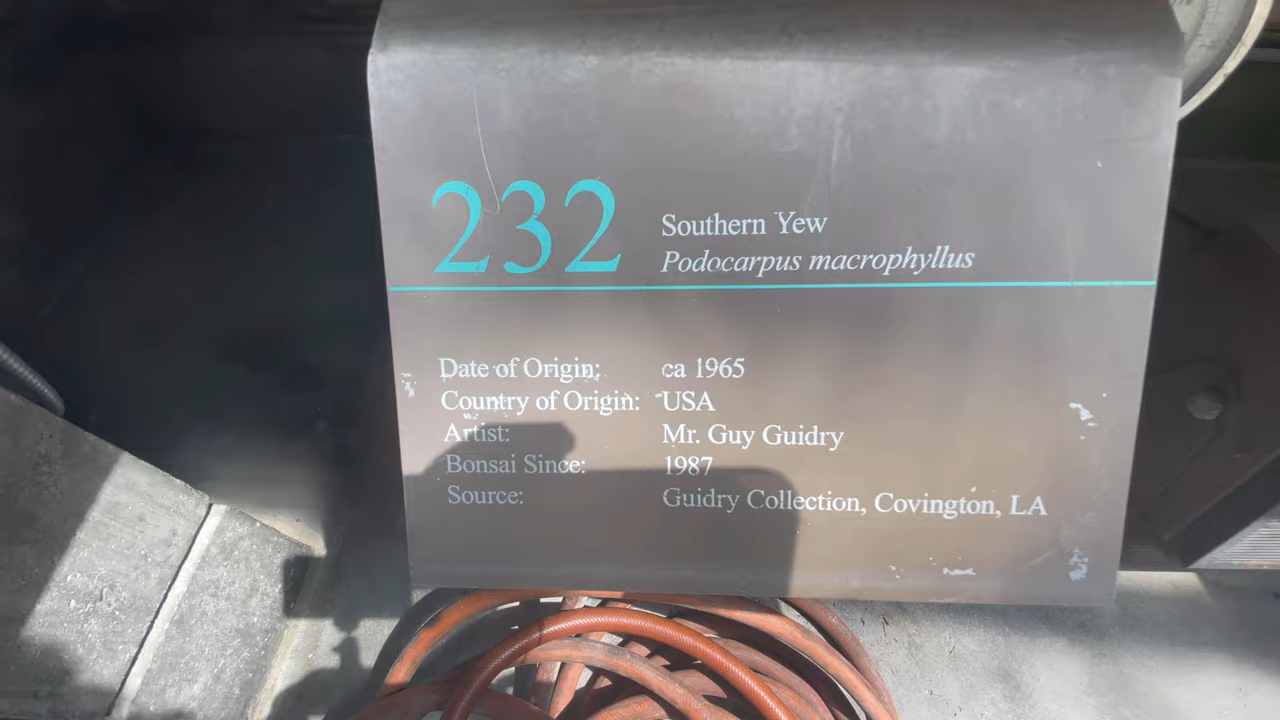 232 Southern Yew
Podocarpus macrophyllus
Date of Origin: ca 1965
Country of Origin: USA
Artist: Mr. Guy Guidry
Bonsai Since: 1987
Source: Guidry Collection, Covington, LA